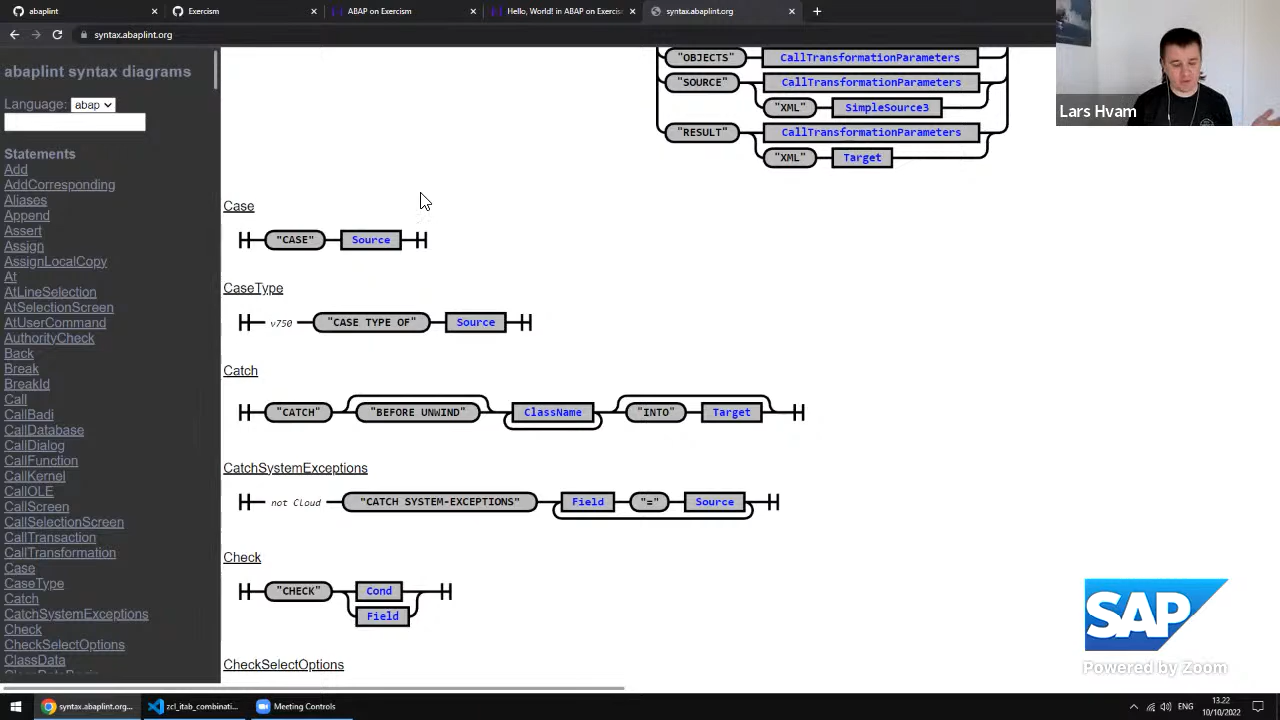 abaplint
Exercism
ABAP on Exercism
Hello, World! in ABAP on Exercis
syntax.abaplint.org
syntax.abaplint.org
Lars Hvam
abaplint syntax diagrams
Language: abap
Statements
Add
AddCorresponding
Aliases
Append
Assert
Assign
AssignLocalCopy
At
AtLineSelection
AtSelectionScreen
AtUserCommand
AuthorityCheck
Back
Break
BreakId
Call
CallBadi
CallDatabase
CallDialog
CallFunction
CallKernel
CallOLE
CallScreen
CallSelectionScreen
CallTransaction
CallTransformation
Case
CaseType
Catch
CatchSystemExceptions
Check
CheckSelectOptions
ClassData
"OBJECTS" CallTransformationParameters
"SOURCE" CallTransformationParameters
"XML" SimpleSource3
"RESULT" CallTransformationParameters
"XML" Target
Case
"CASE" Source
CaseType
v750 "CASE TYPE OF" Source
Catch
"CATCH" "BEFORE UNWIND" ClassName "INTO" Target
CatchSystemExceptions
not Cloud "CATCH SYSTEM-EXCEPTIONS" Field "=" Source
Check
"CHECK" Cond
Field
CheckSelectOptions
SAP
Powered by Zoom
syntax.abaplint.org...
zcl_itab_combinati...
Meeting Controls
ENG
13.22
10/10/2022